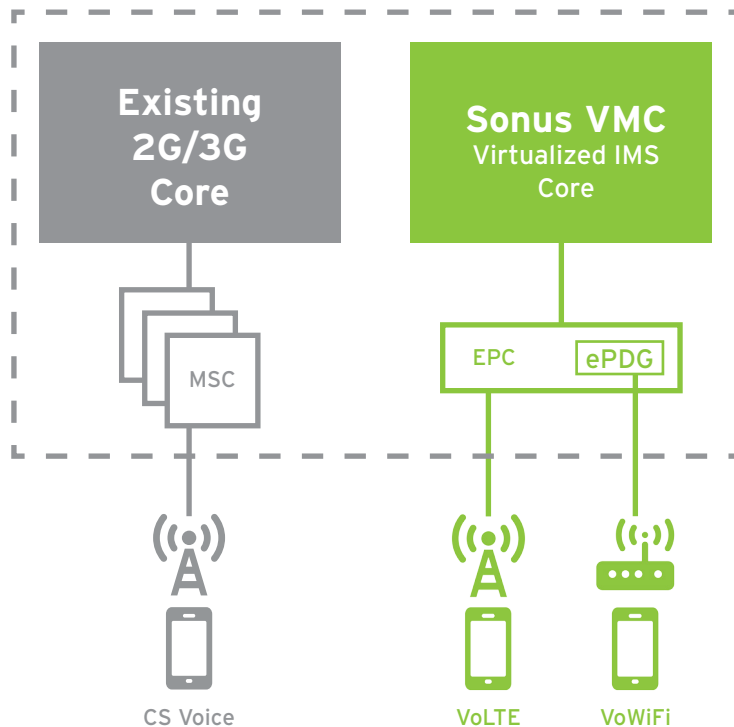 Existing
2G/3G
Core
Sonus VMC
Virtualized IMS
Core
MSC
EPC
ePDG
CS Voice
VoLTE
VoWiFi